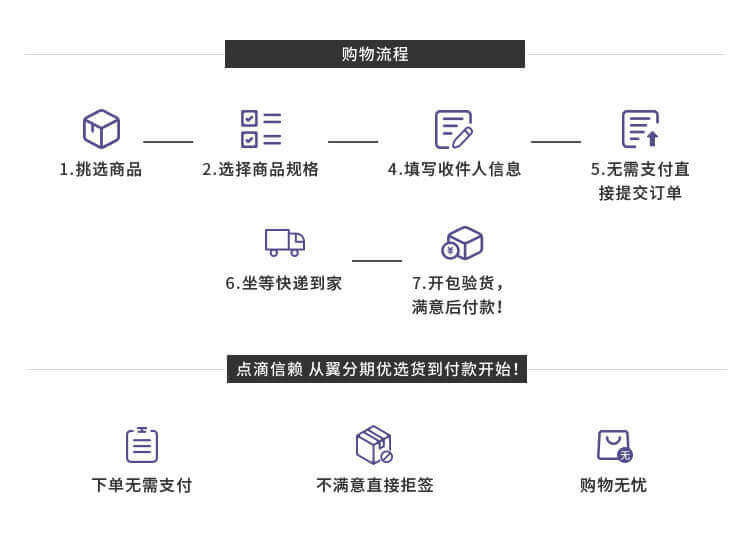 购物流程
1.挑选商品
2.选择商品规格
4.填写收件人信息
5.无需支付直
接提交订单
6.坐等快递到家
¥
7.开包验货，
满意后付款！
点滴信赖 从翼分期优选货到付款开始！
无
下单无需支付
不满意直接拒签
购物无忧